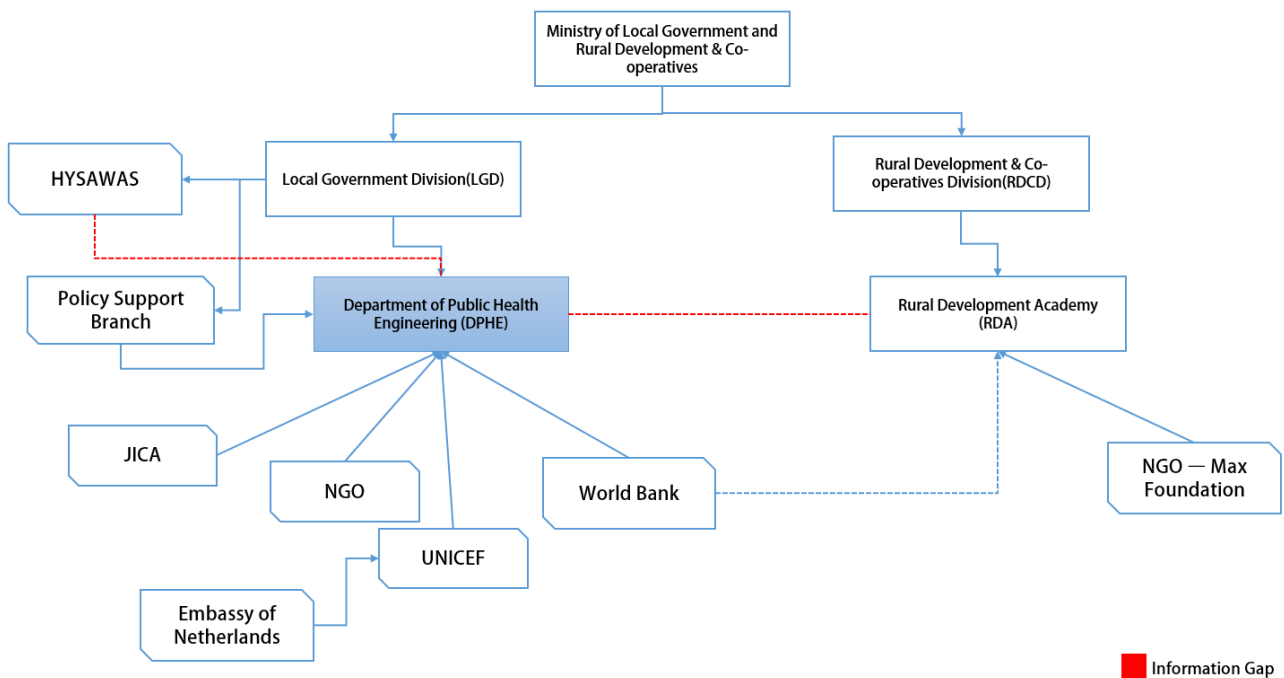 Ministry of Local Government and
Rural Development & Co-
operatives
HYSAWAS
Local Government Division(LGD)
Rural Development & Co-
operatives Division(RDCD)
Policy Support
Branch
Department of Public Health
Engineering (DPHE)
Rural Development Academy
(RDA)
JICA
NGO
World Bank
NGO — Max
Foundation
UNICEF
Embassy of
Netherlands
Information Gap